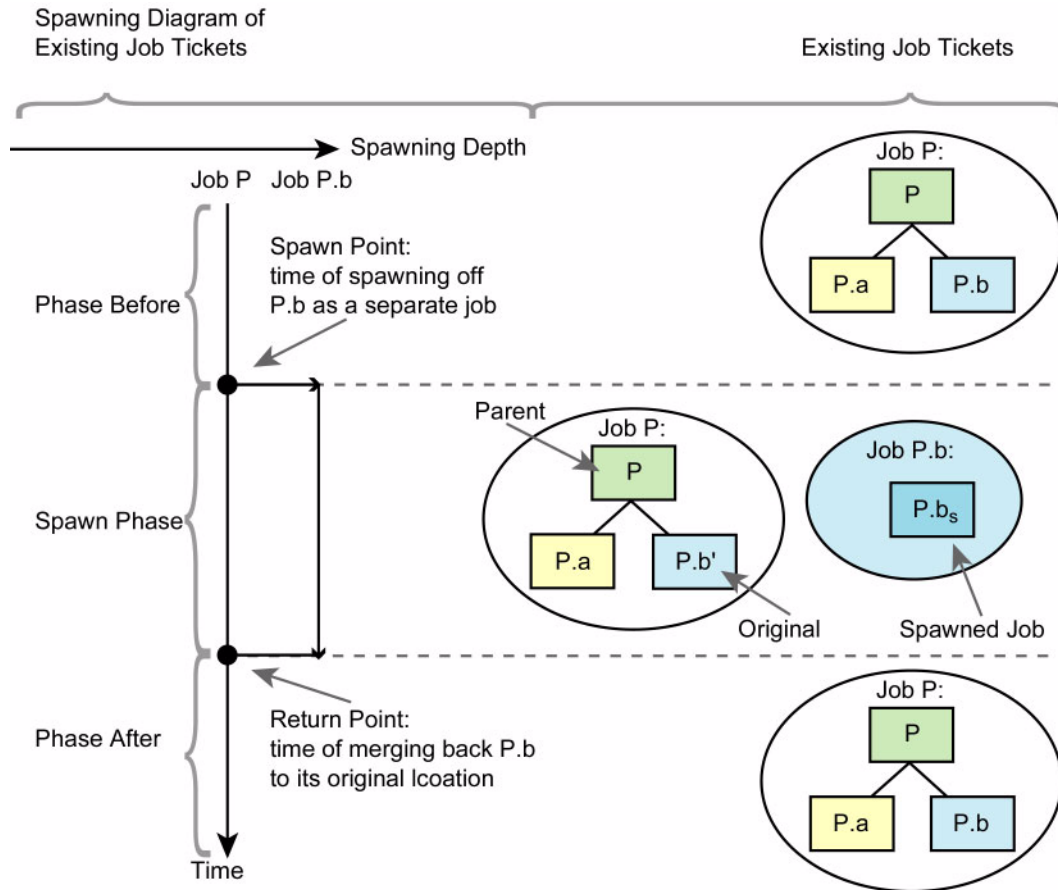 Spawning Diagram of
Existing Job Tickets
Existing Job Tickets
Spawning Depth
Job P
Job P.b
Job P:
P
P.a
P.b
Spawn Point:
time of spawning off
P.b as a separate job
Phase Before
Parent
Job P:
P
P.a
P.b'
Original
Job P.b:
P.bs
Spawned Job
Spawn Phase
Return Point:
time of merging back P.b
to its original lcoation
Phase After
Job P:
P
P.a
P.b
Time